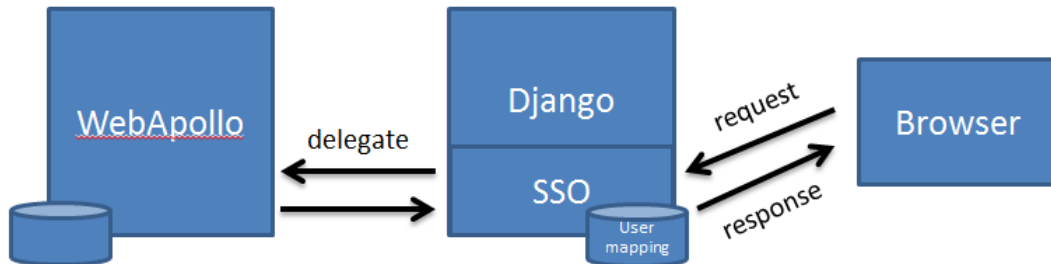 WebApollo
delegate
Django
SSO
User
mapping
request
response
Browser